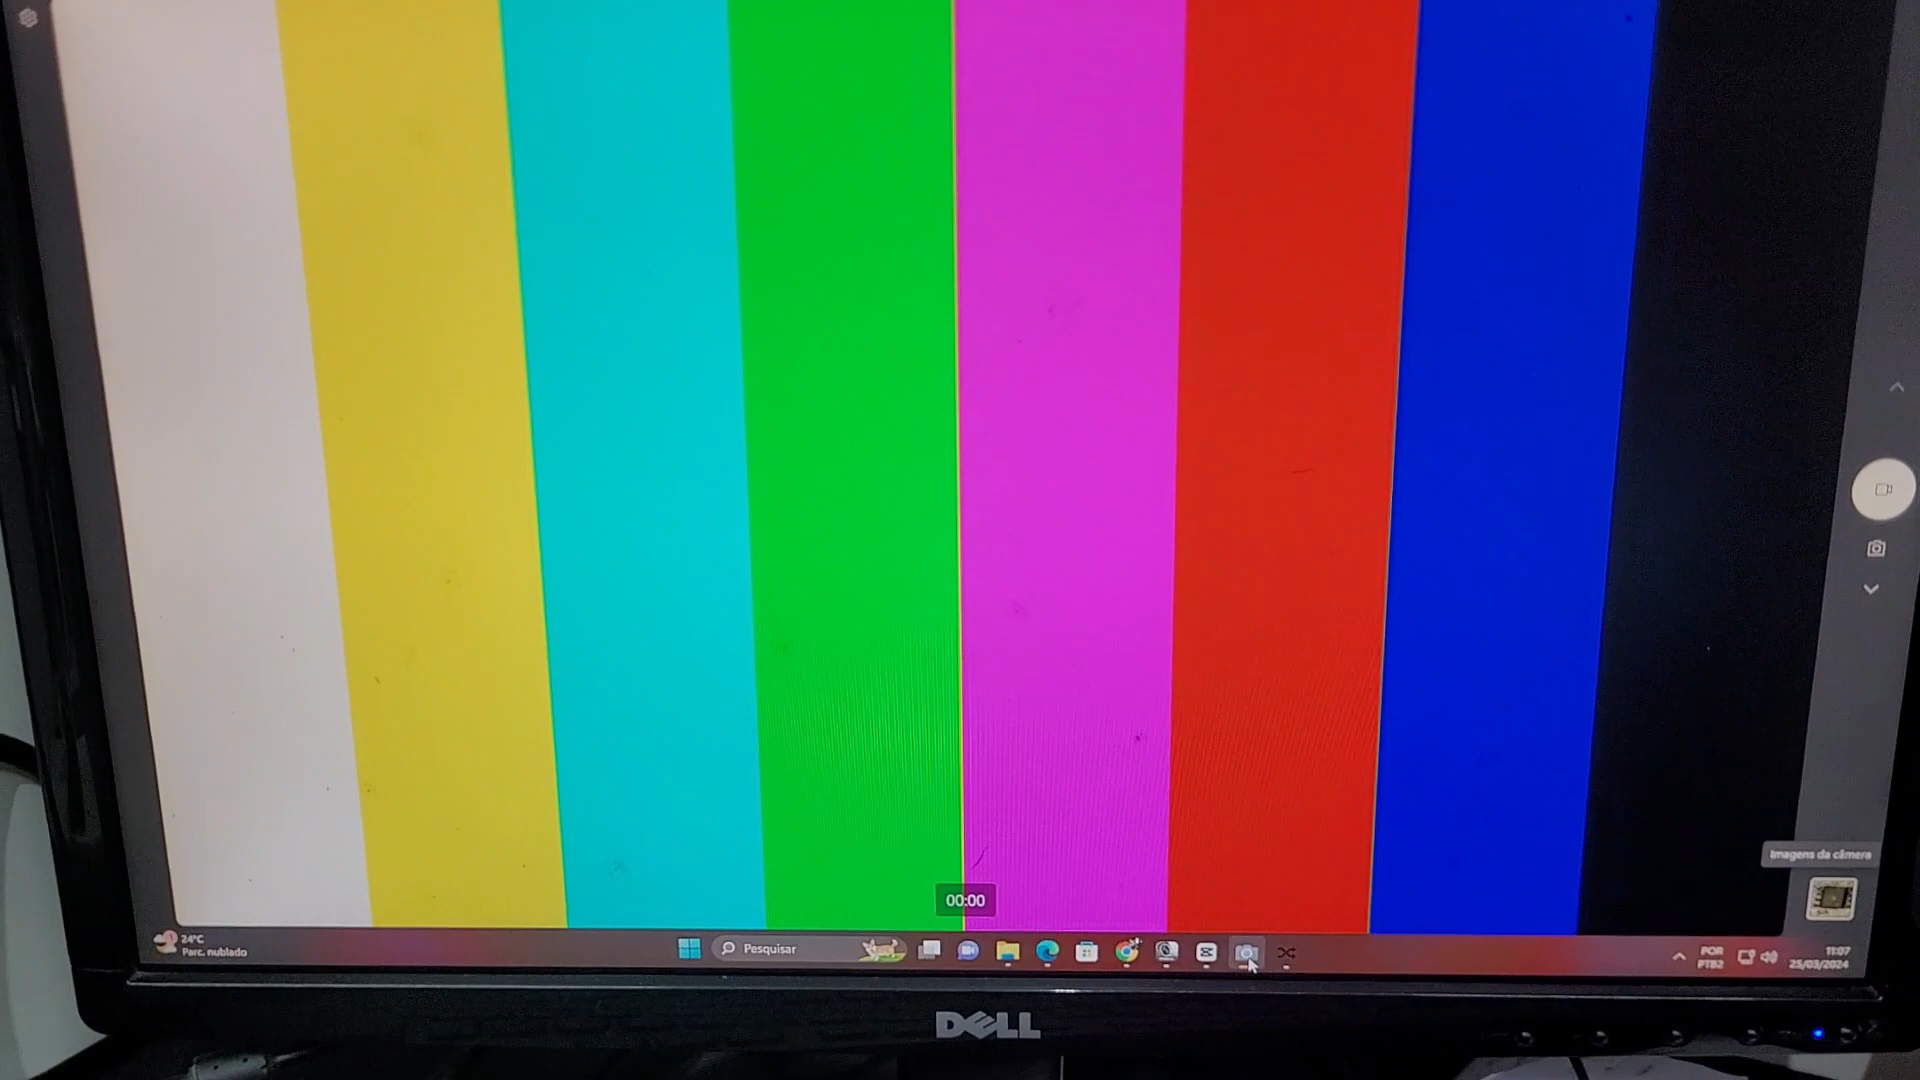 Imagens da câmera
00:00
24°C
Parc. nublado
Pesquisar
POR
PTB2
11:07
25/03/2024
DELL